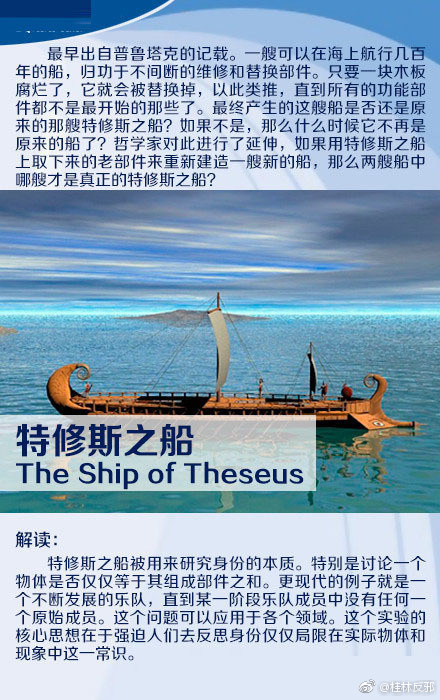 最早出自普鲁塔克的记载。一艘可以在海上航行几百
年的船，归功于不间断的维修和替换部件。只要一块木板
腐烂了，它就会被替换掉，以此类推，直到所有的功能部
件都不是最开始的那些了。最终产生的这艘船是否还是原
来的那艘特修斯之船？如果不是，那么什么时候它不再是
原来的船了？哲学家对此进行了延伸，如果用特修斯之船
上取下来的老部件来重新建造一艘新的船，那么两艘船中
哪艘才是真正的特修斯之船？
特修斯之船
The Ship of Theseus
解读：
特修斯之船被用来研究身份的本质。特别是讨论一个
物体是否仅仅等于其组成部件之和。更现代的例子就是一
个不断发展的乐队，直到某一阶段乐队成员中没有任何一
个原始成员。这个问题可以应用于各个领域。这个实验的
核心思想在于强迫人们去反思身份仅仅局限在实际物体和
现象中这一常识。
@桂林反邪